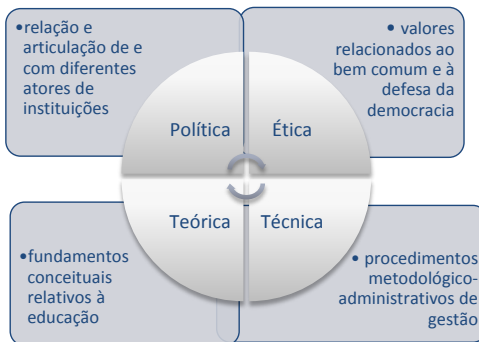 •relação e
articulação de e
com diferentes
atores de
instituições
• valores
relacionados ao
bem comum e à
defesa da
democracia
Política
Ética
Teórica
Técnica
•fundamentos
conceituais
relativos à
educação
• procedimentos
metodológico-
administrativos de
gestão